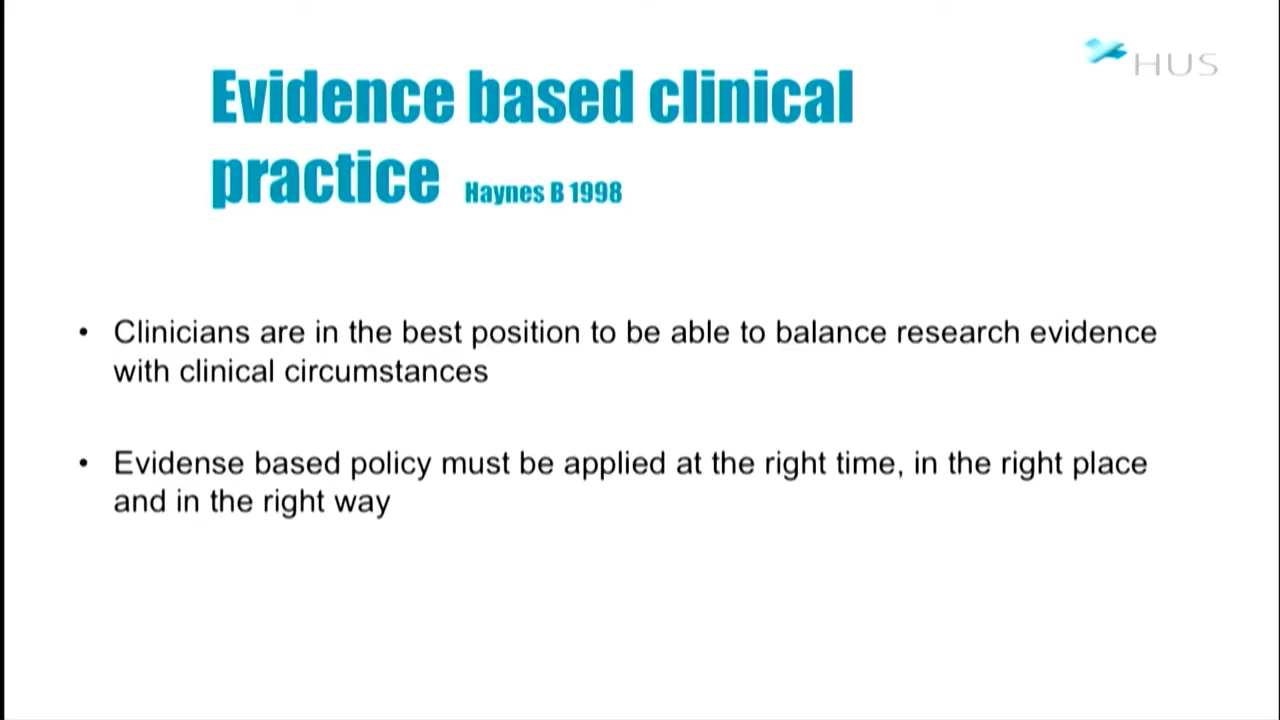 HUS
Evidence based clinical
practice Haynes B 1998
• Clinicians are in the best position to be able to balance research evidence
with clinical circumstances
• Evidense based policy must be applied at the right time, in the right place
and in the right way